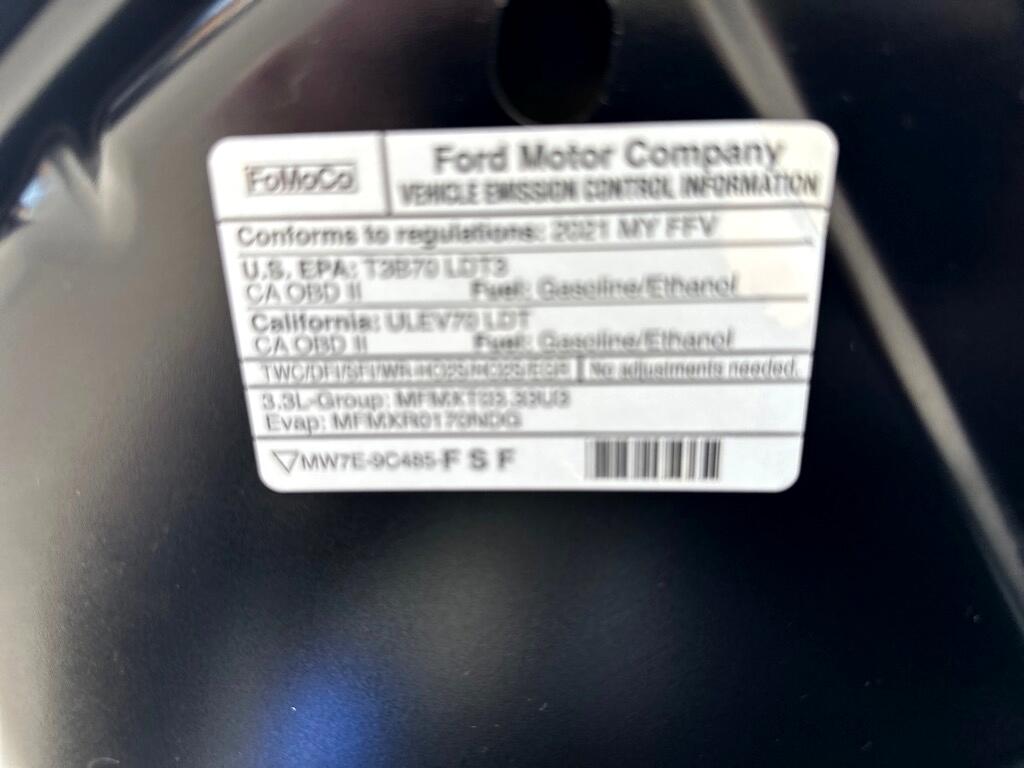 FoMoCo
Ford Motor Company
VEHICLE EMISSION CONTROL INFORMATION
Conforms to regulations: 2021 MY FFV
U.S. EPA: T3B70 LDT3
CA OBD II Fuel: Gasoline/Ethanol
California: ULEV70 LDT
CA OBD II Fuel: Gasoline/Ethanol
No adjustments needed.
3.3L-Group:
Evap: MFMXR0170NDG
MW7E-9C485-F S F